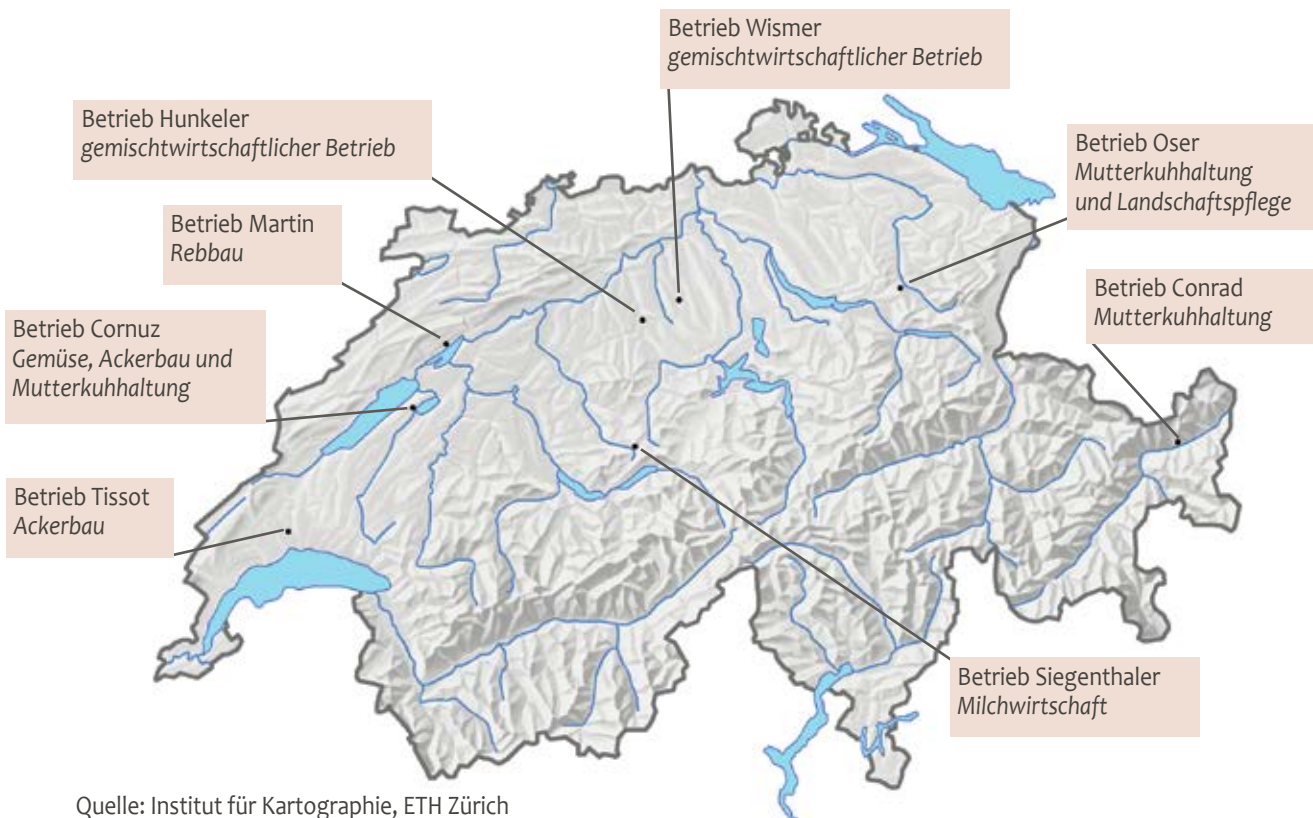 Betrieb Wismer
gemischtwirtschaftlicher Betrieb
Betrieb Hunkeler
gemischtwirtschaftlicher Betrieb
Betrieb Oser
Mutterkuhhaltung
und Landschaftspflege
Betrieb Martin
Rebbau
Betrieb Conrad
Mutterkuhhaltung
Betrieb Cornuz
Gemüse, Ackerbau und
Mutterkuhhaltung
Betrieb Tissot
Ackerbau
Betrieb Siegenthaler
Milchwirtschaft
Quelle: Institut für Kartographie, ETH Zürich